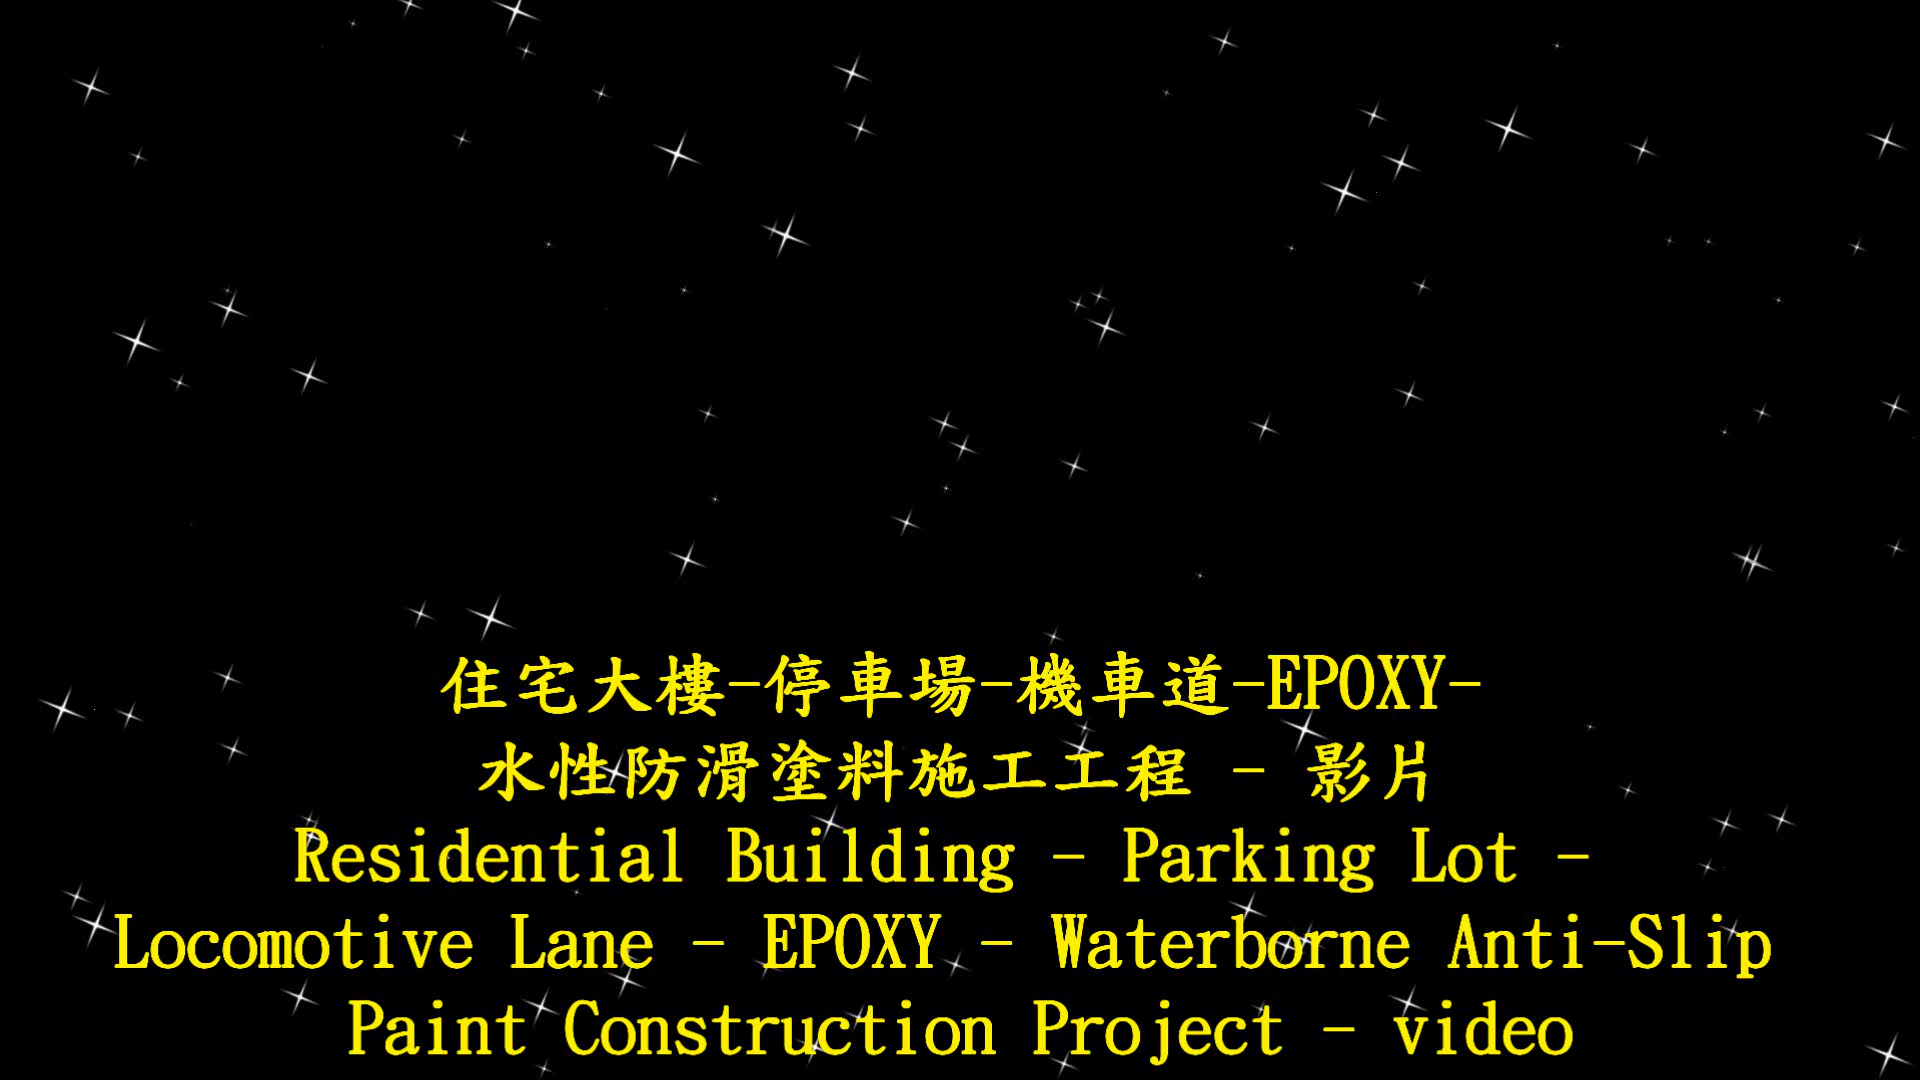 住宅大樓-停車場-機車道-EPOXY-
水性防滑塗料施工工程 - 影片
Residential Building - Parking Lot -
Locomotive Lane - EPOXY - Waterborne Anti-Slip
Paint Construction Project - video